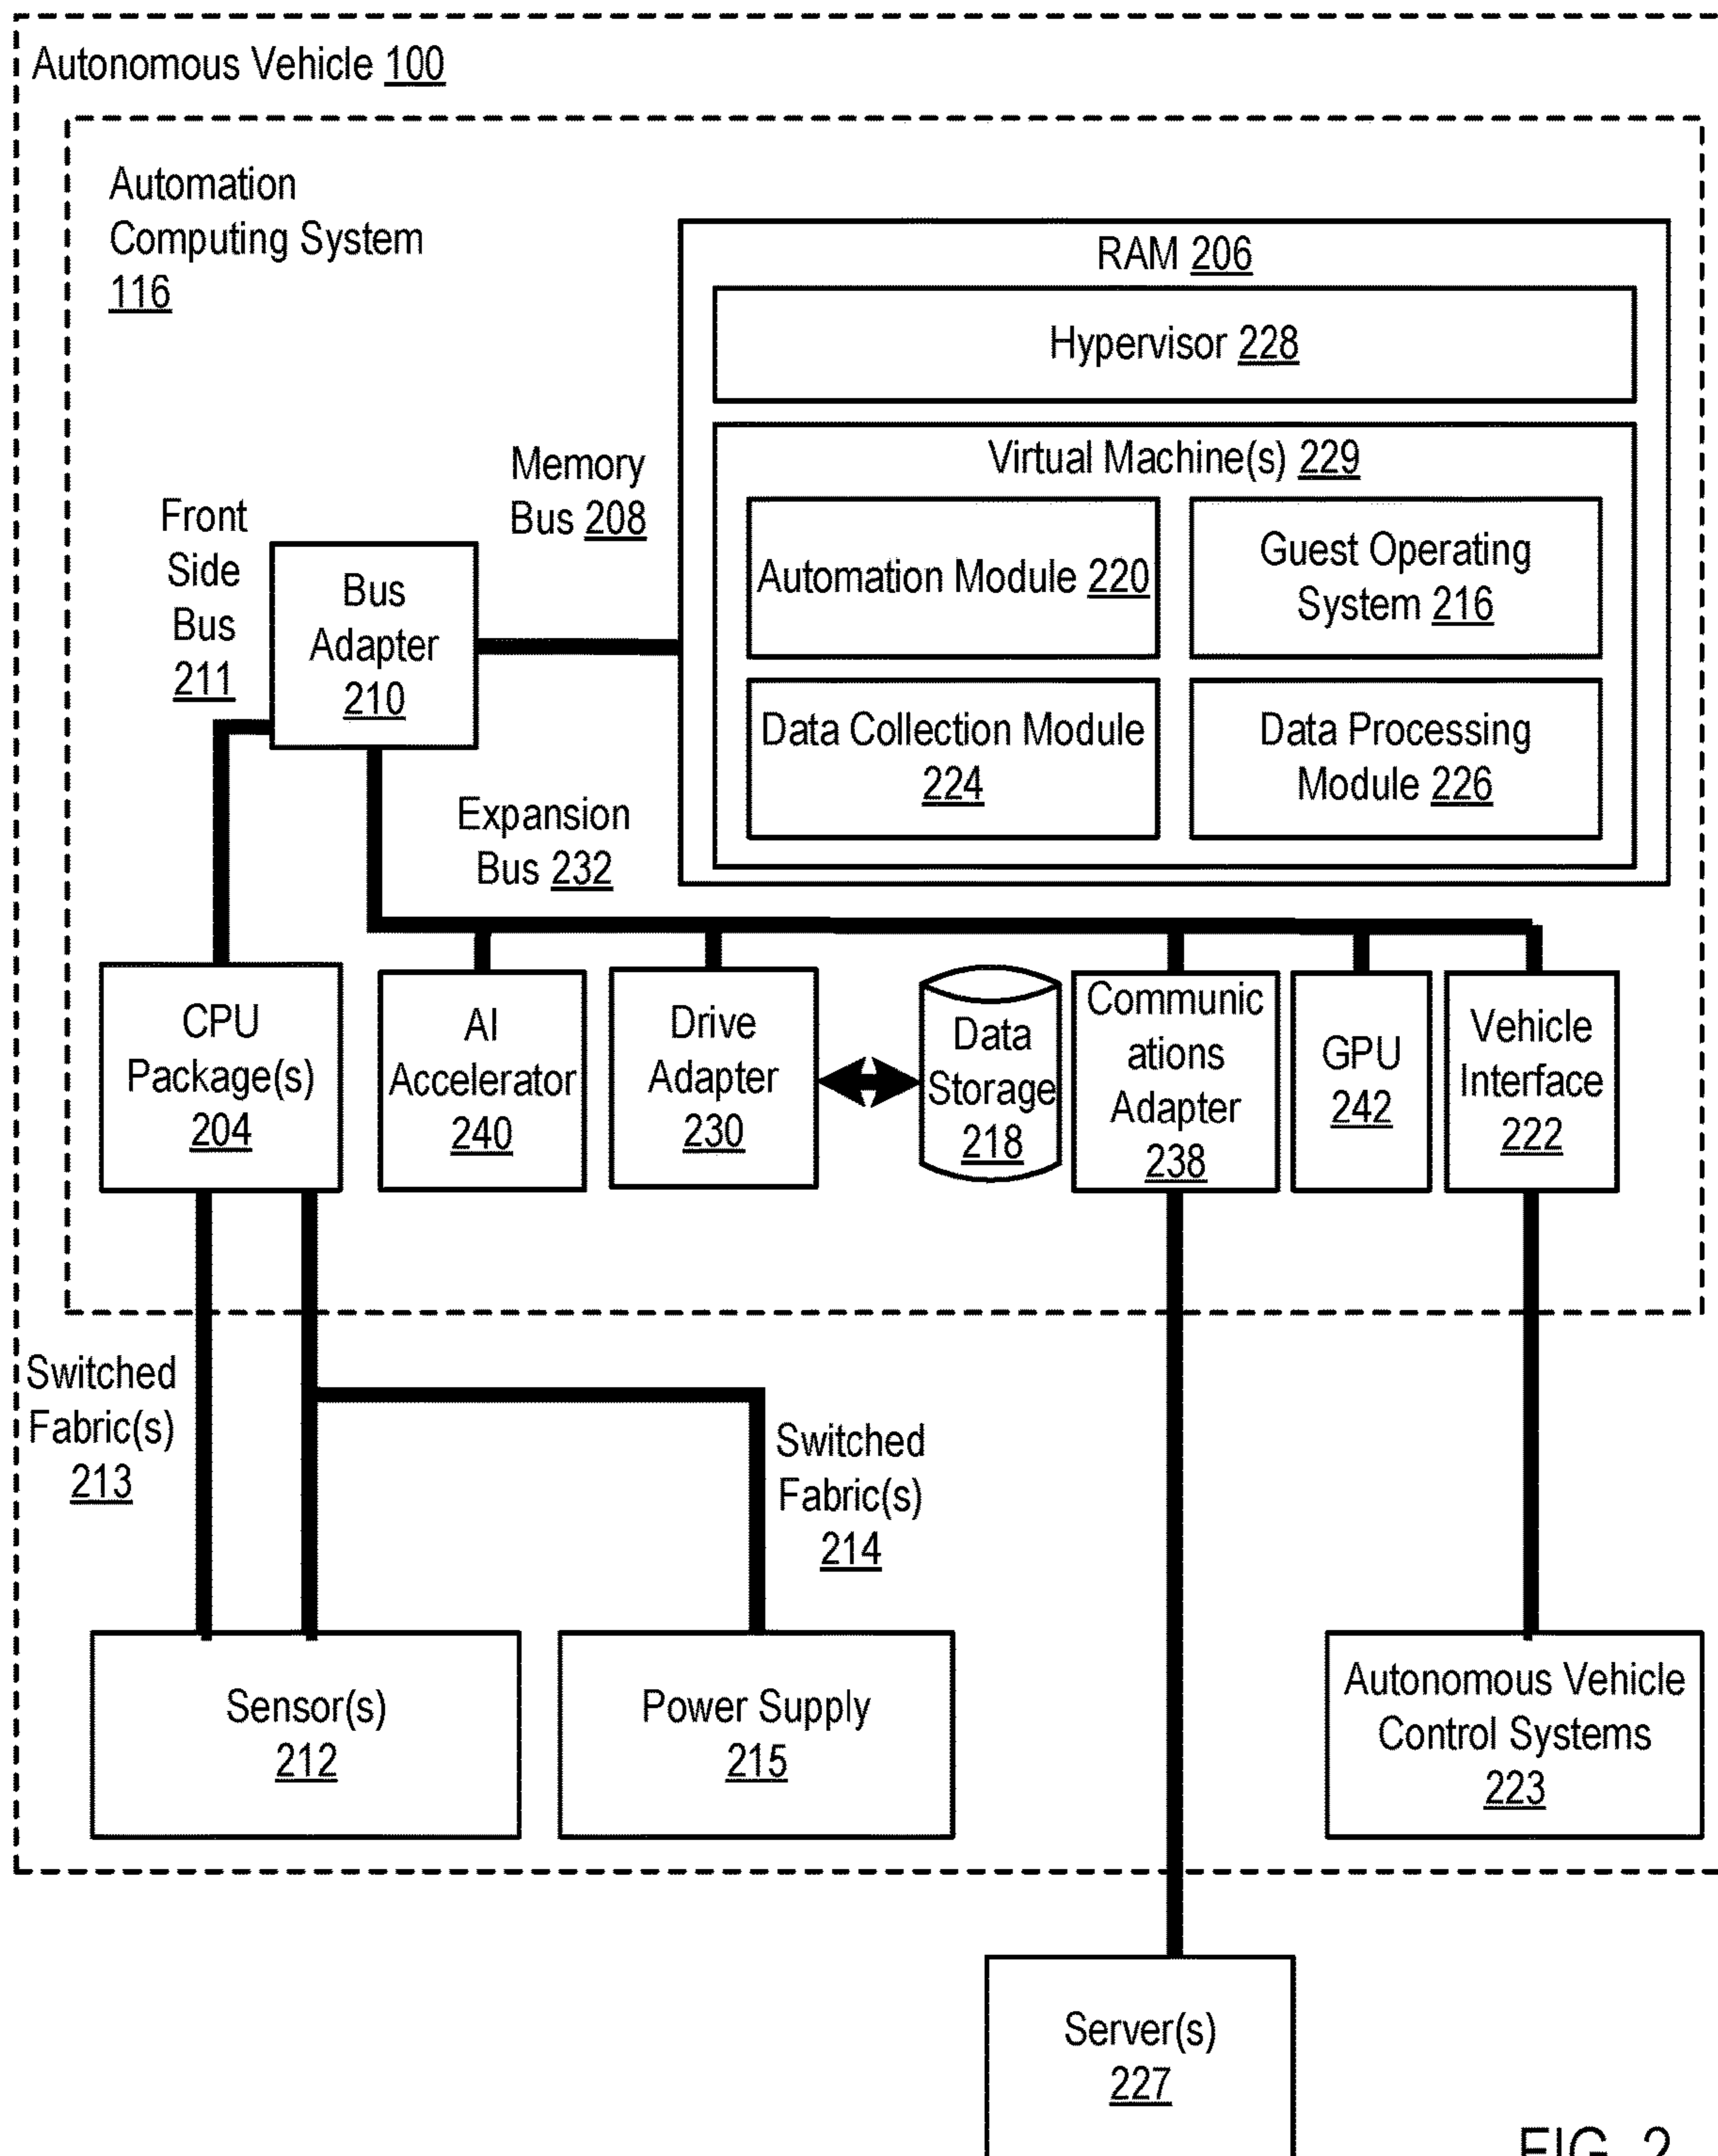 Autonomous Vehicle 100
Automation
Computing System
116
RAM 206
Hypervisor 228
Virtual Machine(s) 229
Automation Module 220
Guest Operating
System 216
Data Collection Module
224
Data Processing
Module 226
Memory
Bus 208
Front
Side
Bus
211
Bus
Adapter
210
Expansion
Bus 232
CPU
Package(s)
204
AI
Accelerator
240
Drive
Adapter
230
Data
Storage
218
Communic
ations
Adapter
238
GPU
242
Vehicle
Interface
222
Switched
Fabric(s)
213
Switched
Fabric(s)
214
Sensor(s)
212
Power Supply
215
Autonomous Vehicle
Control Systems
223
Server(s)
227
FIG. 2